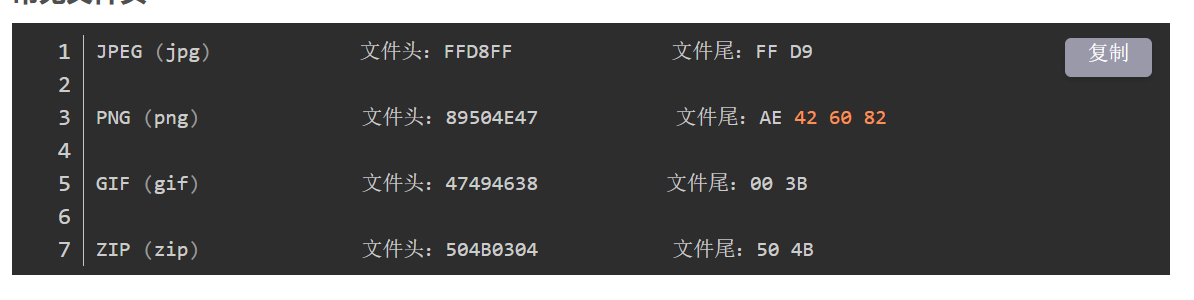 1 JPEG (jpg) 文件头：FFD8FF 文件尾：FF D9 复制
2
3 PNG (png) 文件头：89504E47 文件尾：AE 42 60 82
4
5 GIF (gif) 文件头：47494638 文件尾：00 3B
6
7 ZIP (zip) 文件头：504B0304 文件尾：50 4B